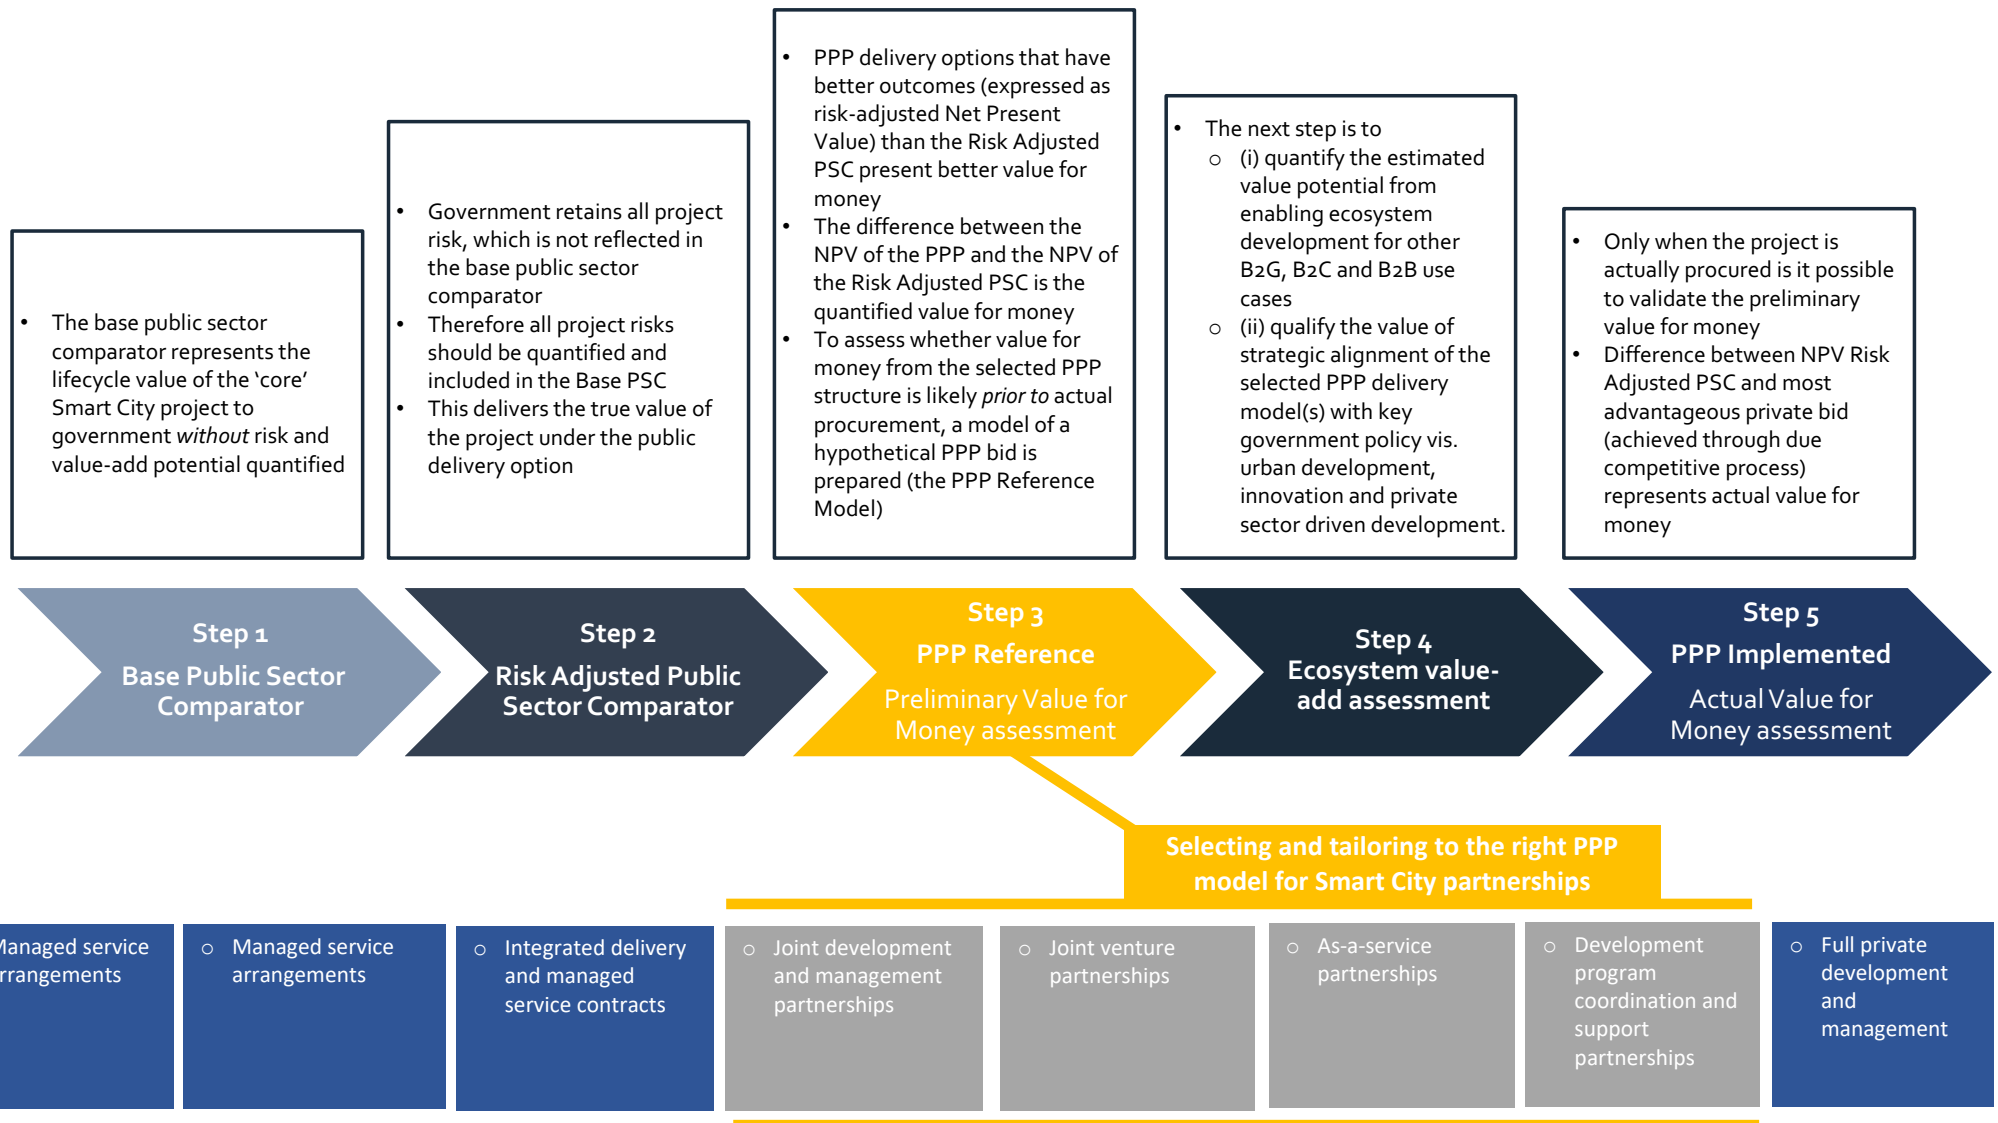 • The base public sector
comparator represents the
lifecycle value of the ‘core’
Smart City project to
government without risk and
value-add potential quantified
• Government retains all project
risk, which is not reflected in
the base public sector
comparator
• Therefore all project risks
should be quantified and
included in the Base PSC
• This delivers the true value of
the project under the public
delivery option
• PPP delivery options that have
better outcomes (expressed as
risk-adjusted Net Present
Value) than the Risk Adjusted
PSC present better value for
money
• The difference between the
NPV of the PPP and the NPV of
the Risk Adjusted PSC is the
quantified value for money
• To assess whether value for
money from the selected PPP
structure is likely prior to actual
procurement, a model of a
hypothetical PPP bid is
prepared (the PPP Reference
Model)
• The next step is to
o (i) quantify the estimated
value potential from
enabling ecosystem
development for other
B2G, B2C and B2B use
cases
o (ii) qualify the value of
strategic alignment of the
selected PPP delivery
model(s) with key
government policy vis.
urban development,
innovation and private
sector driven development.
• Only when the project is
actually procured is it possible
to validate the preliminary
value for money
• Difference between NPV Risk
Adjusted PSC and most
advantageous private bid
(achieved through due
competitive process)
represents actual value for
money
Step 1
Base Public Sector
Comparator
Step 2
Risk Adjusted Public
Sector Comparator
Step 3
PPP Reference
Preliminary Value for
Money assessment
Step 4
Ecosystem value-
add assessment
Step 5
PPP Implemented
Actual Value for
Money assessment
Selecting and tailoring to the right PPP
model for Smart City partnerships
Managed service
rrangements
o Managed service
arrangements
o Integrated delivery
and managed
service contracts
o Joint development
and management
partnerships
o Joint venture
partnerships
o As-a-service
partnerships
o Development
program
coordination and
support
partnerships
o Full private
development
and
management